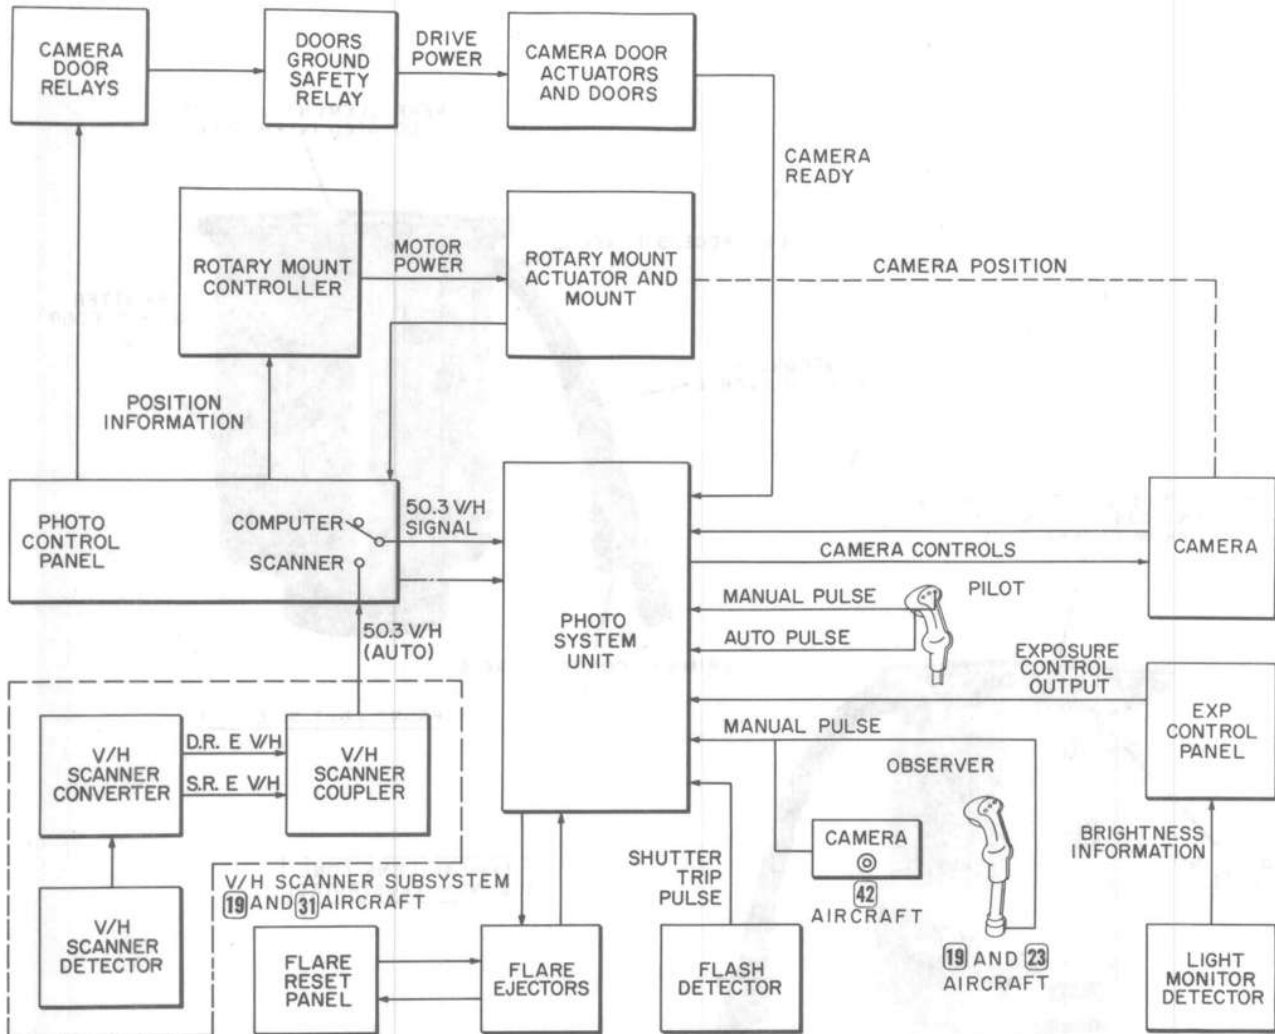 CAMERA
DOOR
RELAYS
DOORS
GROUND
SAFETY
RELAY
DRIVE
POWER
CAMERA DOOR
ACTUATORS
AND DOORS
CAMERA
READY
ROTARY MOUNT
CONTROLLER
MOTOR
POWER
ROTARY MOUNT
ACTUATOR AND
MOUNT
CAMERA POSITION
POSITION
INFORMATION
PHOTO
CONTROL
PANEL
COMPUTER
SCANNER
50.3 V/H
SIGNAL
50.3 V/H
(AUTO)
PHOTO
SYSTEM
UNIT
CAMERA CONTROLS
CAMERA
MANUAL PULSE
PILOT
AUTO PULSE
EXPOSURE
CONTROL
OUTPUT
MANUAL PULSE
EXP
CONTROL
PANEL
OBSERVER
V/H
SCANNER
CONVERTER
D.R. E V/H
S.R. E V/H
V/H
SCANNER
COUPLER
CAMERA
42
AIRCRAFT
BRIGHTNESS
INFORMATION
SHUTTER
TRIP
PULSE
V/H SCANNER SUBSYSTEM
19 AND 31 AIRCRAFT
V/H
SCANNER
DETECTOR
FLARE
RESET
PANEL
FLARE
EJECTORS
FLASH
DETECTOR
19 AND 23
AIRCRAFT
LIGHT
MONITOR
DETECTOR